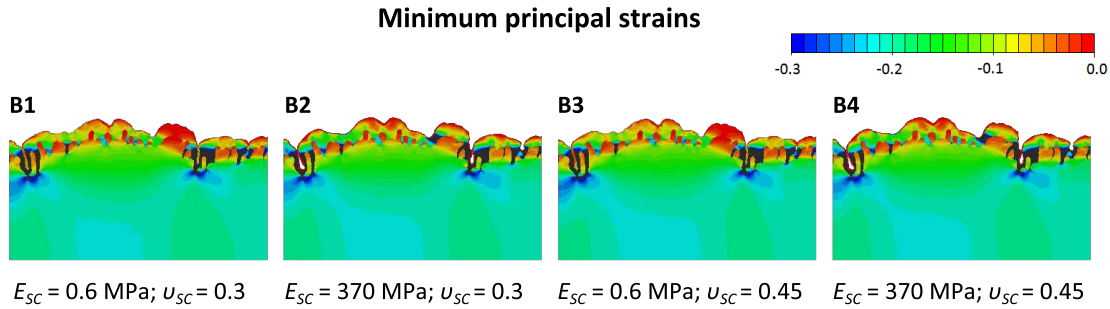 Minimum principal strains
-0.3 -0.2 -0.1 0.0
B1 B2 B3 B4
E_SC = 0.6 MPa; υ_SC = 0.3 E_SC = 370 MPa; υ_SC = 0.3 E_SC = 0.6 MPa; υ_SC = 0.45 E_SC = 370 MPa; υ_SC = 0.45